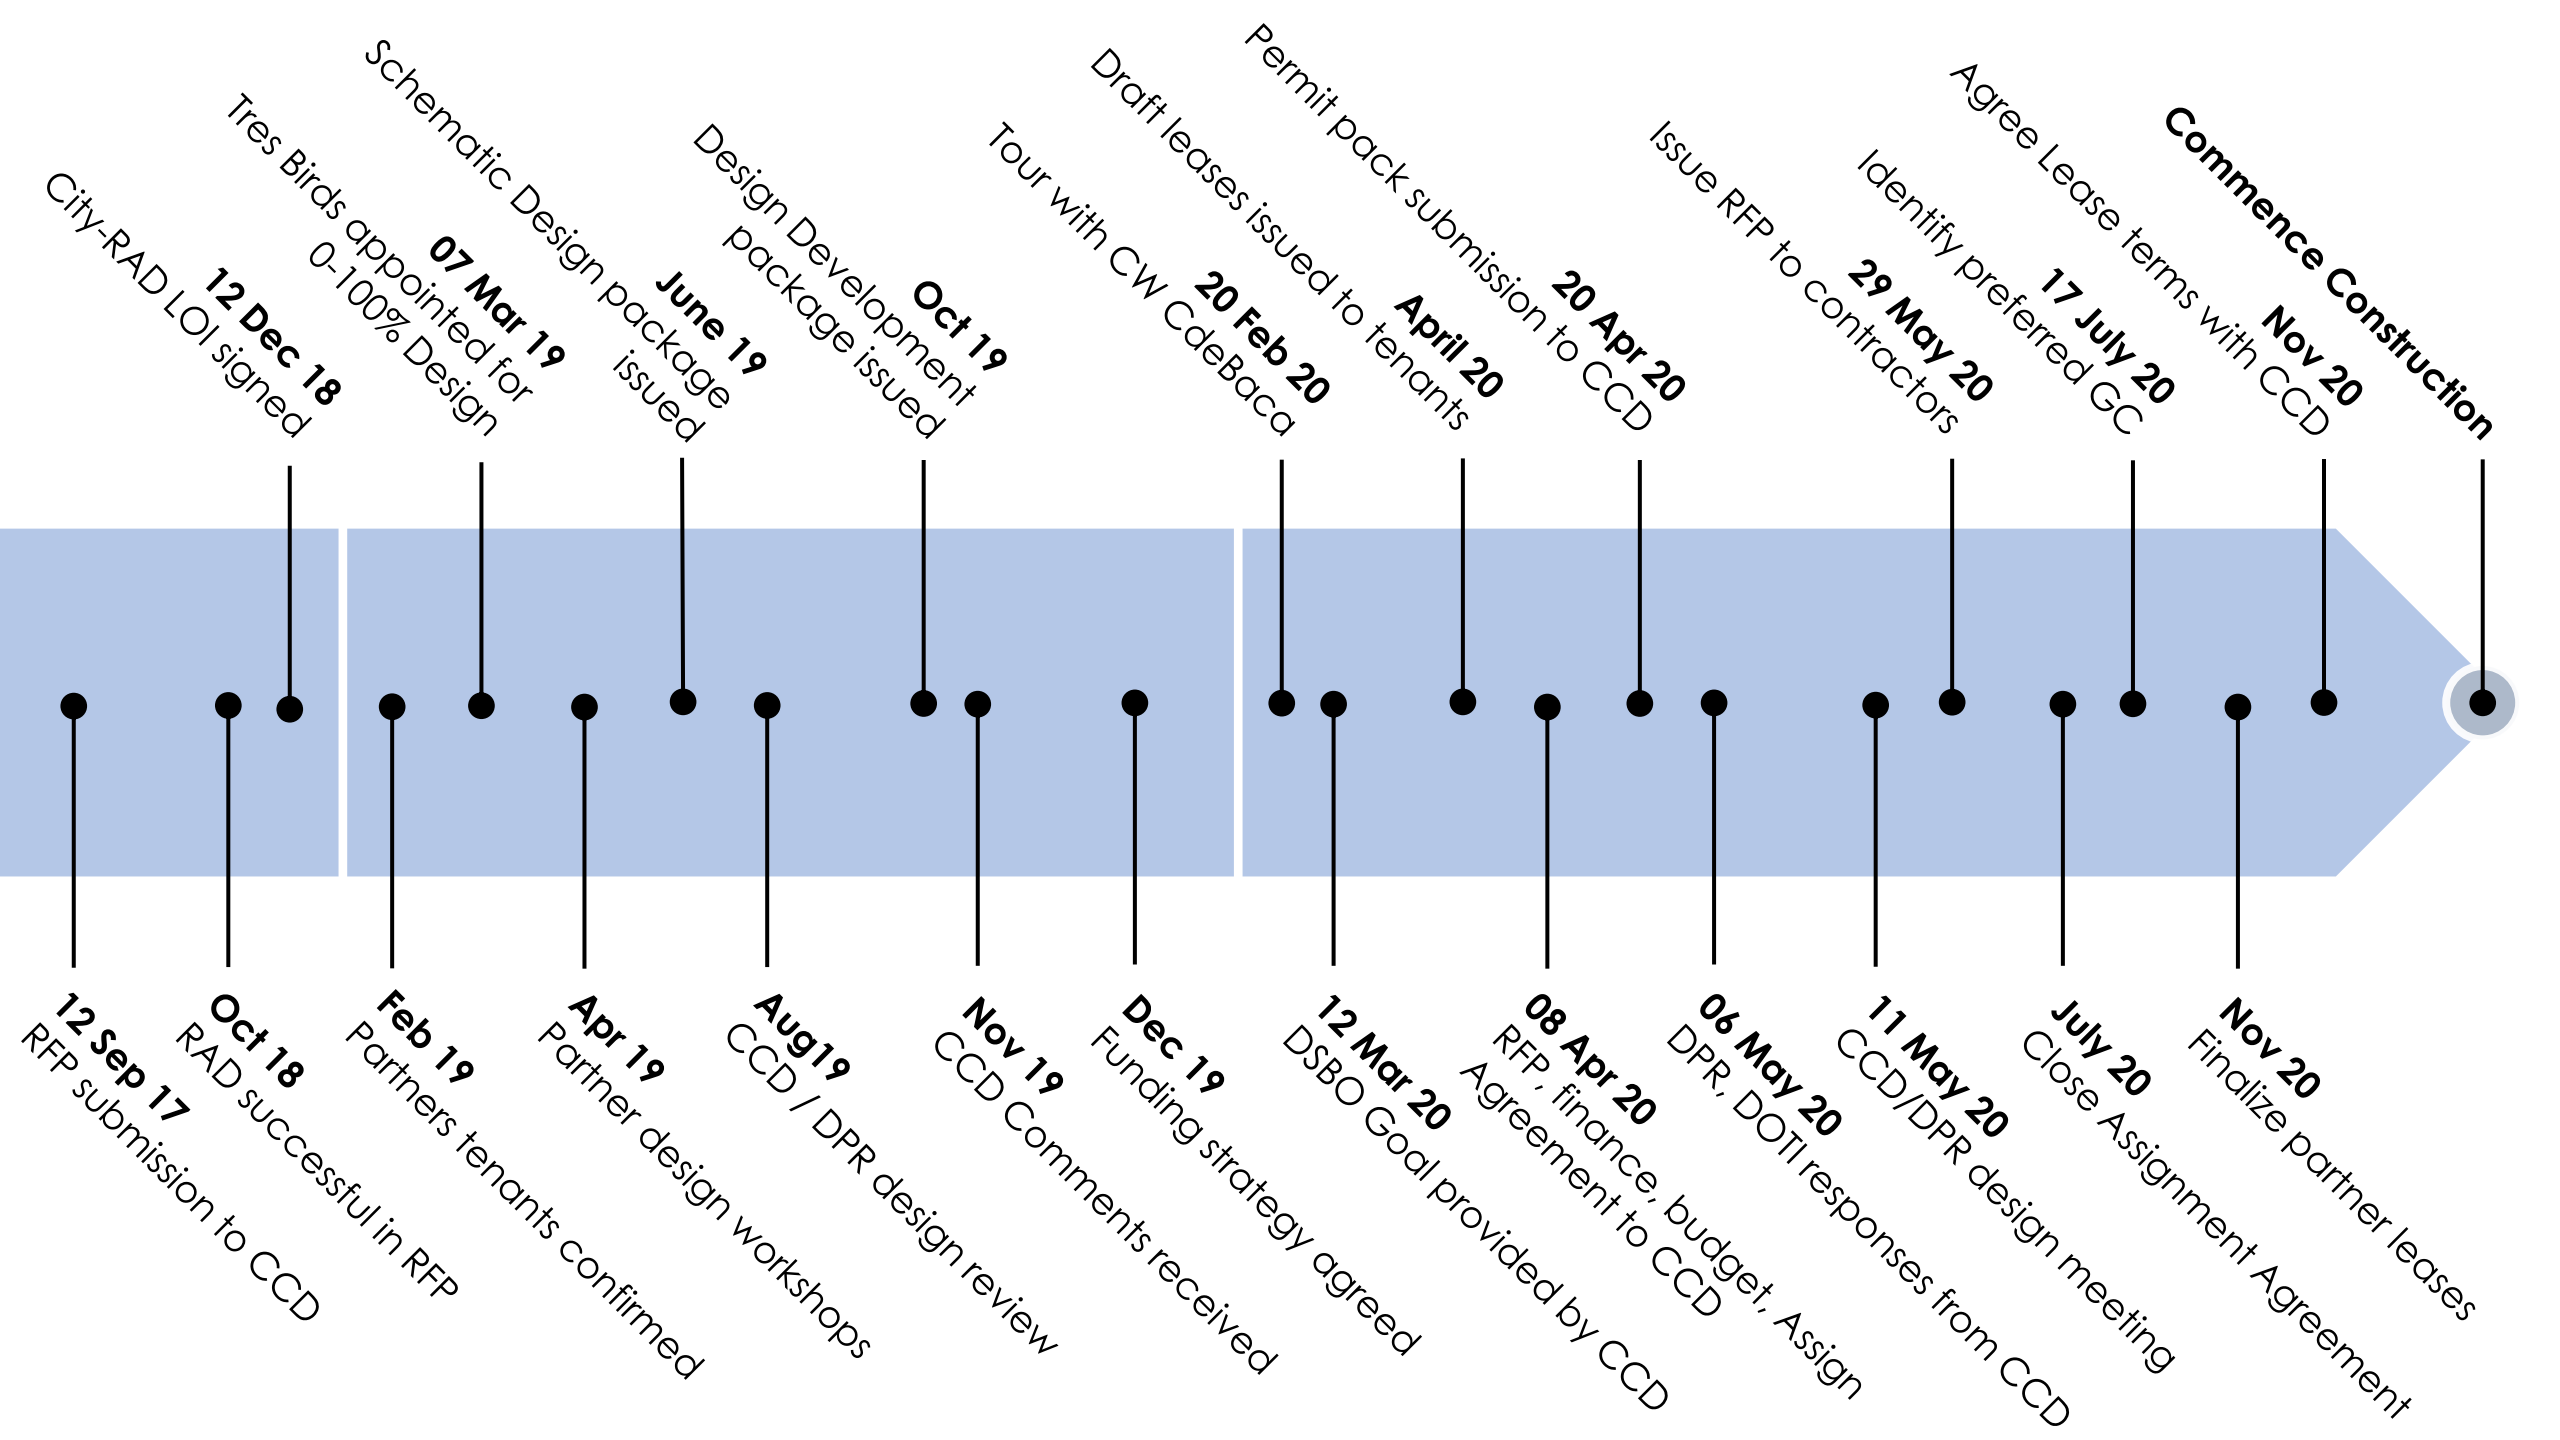 12 Dec 18
City-RAD LOI signed
07 Mar 19
Tres Birds appointed for
0-100% Design
June 19
Schematic Design package
issued
Oct 19
Design Development
package issued
20 Feb 20
Tour with CW CdeBaca
April 20
Draft leases issued to tenants
20 Apr 20
Permit pack submission to CCD
29 May 20
Issue RFP to contractors
17 July 20
Identify preferred GC
Nov 20
Agree Lease terms with CCD
Commence Construction
12 Sep 17
RFP submission to CCD
Oct 18
RAD successful in RFP
Feb 19
Partners tenants confirmed
Apr 19
Partner design workshops
Aug19
CCD / DPR design review
Nov 19
CCD Comments received
Dec 19
Funding strategy agreed
12 Mar 20
DSBO Goal provided by CCD
08 Apr 20
RFP, finance, budget, Assign
Agreement to CCD
06 May 20
DPR, DOTI responses from CCD
11 May 20
CCD/DPR design meeting
July 20
Close Assignment Agreement
Nov 20
Finalize partner leases